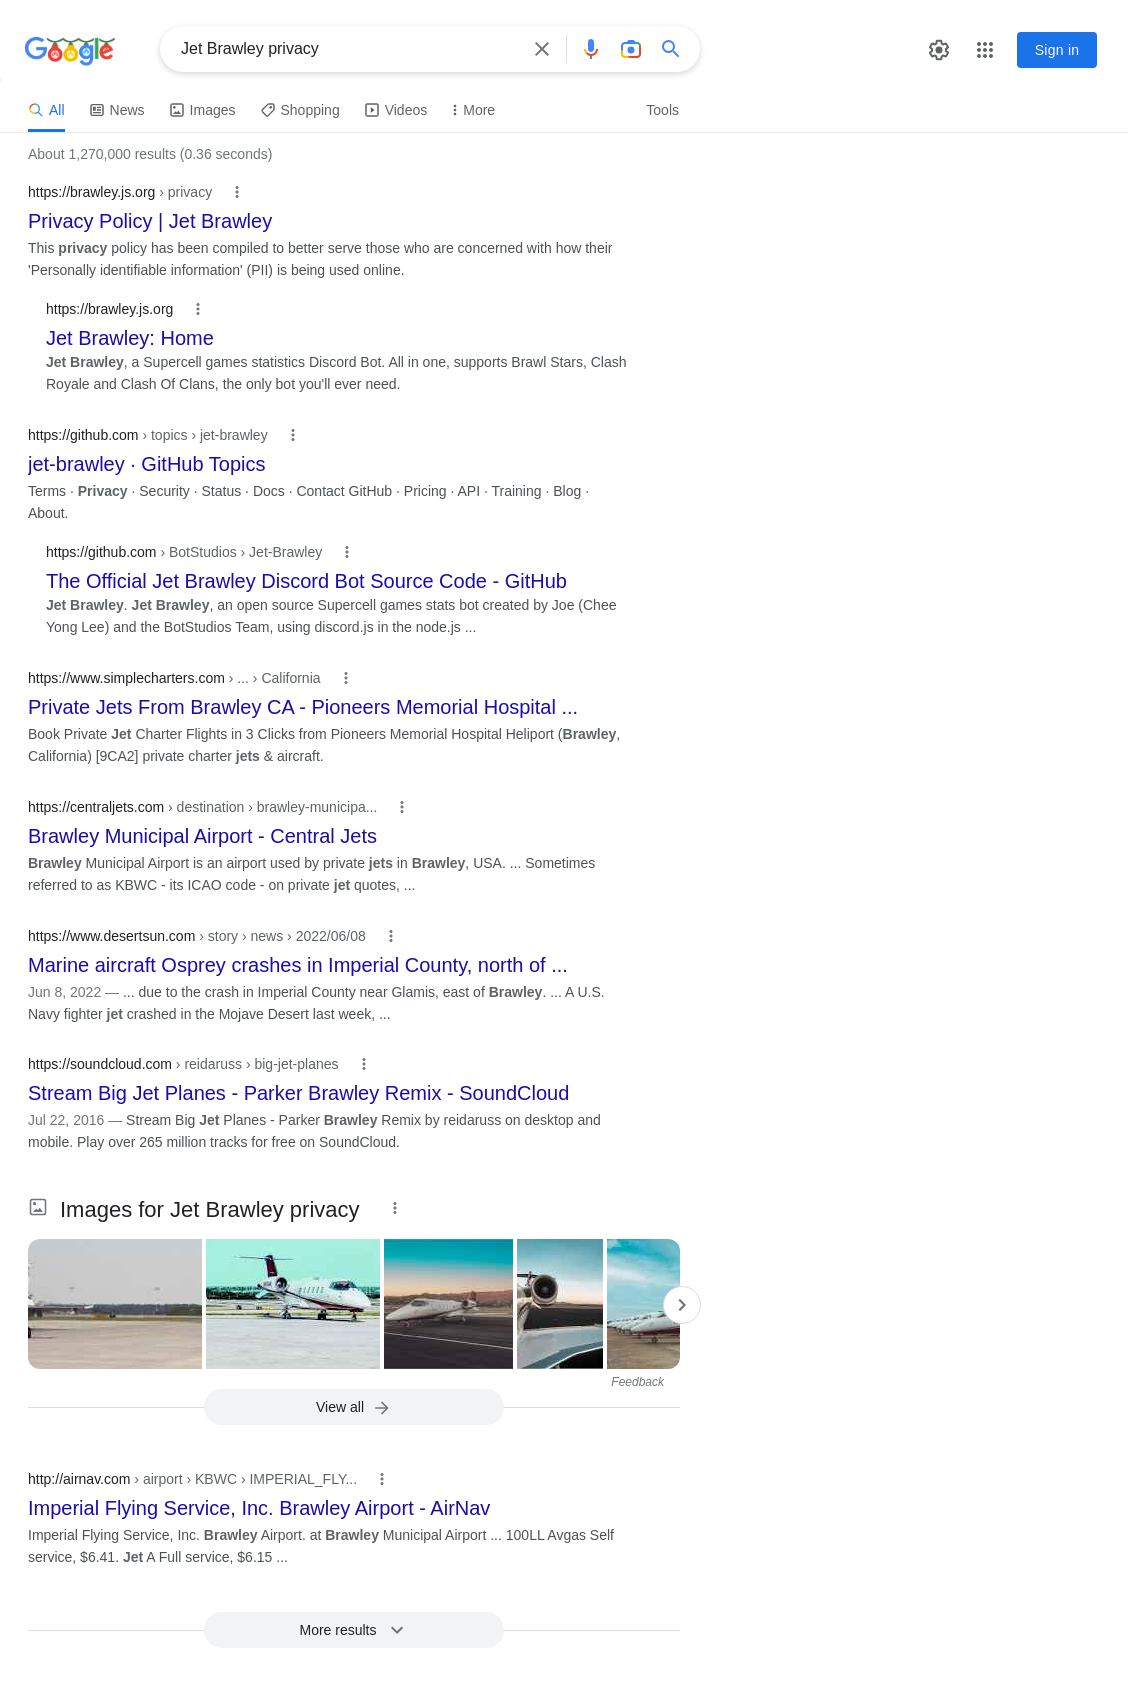 Google
Jet Brawley privacy
Sign in
All
News
Images
Shopping
Videos
More
Tools
About 1,270,000 results (0.36 seconds)
https://brawley.js.org › privacy
Privacy Policy | Jet Brawley
This privacy policy has been compiled to better serve those who are concerned with how their
'Personally identifiable information' (PII) is being used online.
https://brawley.js.org
Jet Brawley: Home
Jet Brawley, a Supercell games statistics Discord Bot. All in one, supports Brawl Stars, Clash
Royale and Clash Of Clans, the only bot you'll ever need.
https://github.com › topics › jet-brawley
jet-brawley · GitHub Topics
Terms · Privacy · Security · Status · Docs · Contact GitHub · Pricing · API · Training · Blog ·
About.
https://github.com › BotStudios › Jet-Brawley
The Official Jet Brawley Discord Bot Source Code - GitHub
Jet Brawley. Jet Brawley, an open source Supercell games stats bot created by Joe (Chee
Yong Lee) and the BotStudios Team, using discord.js in the node.js ...
https://www.simplecharters.com › ... › California
Private Jets From Brawley CA - Pioneers Memorial Hospital ...
Book Private Jet Charter Flights in 3 Clicks from Pioneers Memorial Hospital Heliport (Brawley,
California) [9CA2] private charter jets & aircraft.
https://centraljets.com › destination › brawley-municipa...
Brawley Municipal Airport - Central Jets
Brawley Municipal Airport is an airport used by private jets in Brawley, USA. ... Sometimes
referred to as KBWC - its ICAO code - on private jet quotes, ...
https://www.desertsun.com › story › news › 2022/06/08
Marine aircraft Osprey crashes in Imperial County, north of ...
Jun 8, 2022 — ... due to the crash in Imperial County near Glamis, east of Brawley. ... A U.S.
Navy fighter jet crashed in the Mojave Desert last week, ...
https://soundcloud.com › reidaruss › big-jet-planes
Stream Big Jet Planes - Parker Brawley Remix - SoundCloud
Jul 22, 2016 — Stream Big Jet Planes - Parker Brawley Remix by reidaruss on desktop and
mobile. Play over 265 million tracks for free on SoundCloud.
Images for Jet Brawley privacy
Feedback
View all
http://airnav.com › airport › KBWC › IMPERIAL_FLY...
Imperial Flying Service, Inc. Brawley Airport - AirNav
Imperial Flying Service, Inc. Brawley Airport. at Brawley Municipal Airport ... 100LL Avgas Self
service, $6.41. Jet A Full service, $6.15 ...
More results